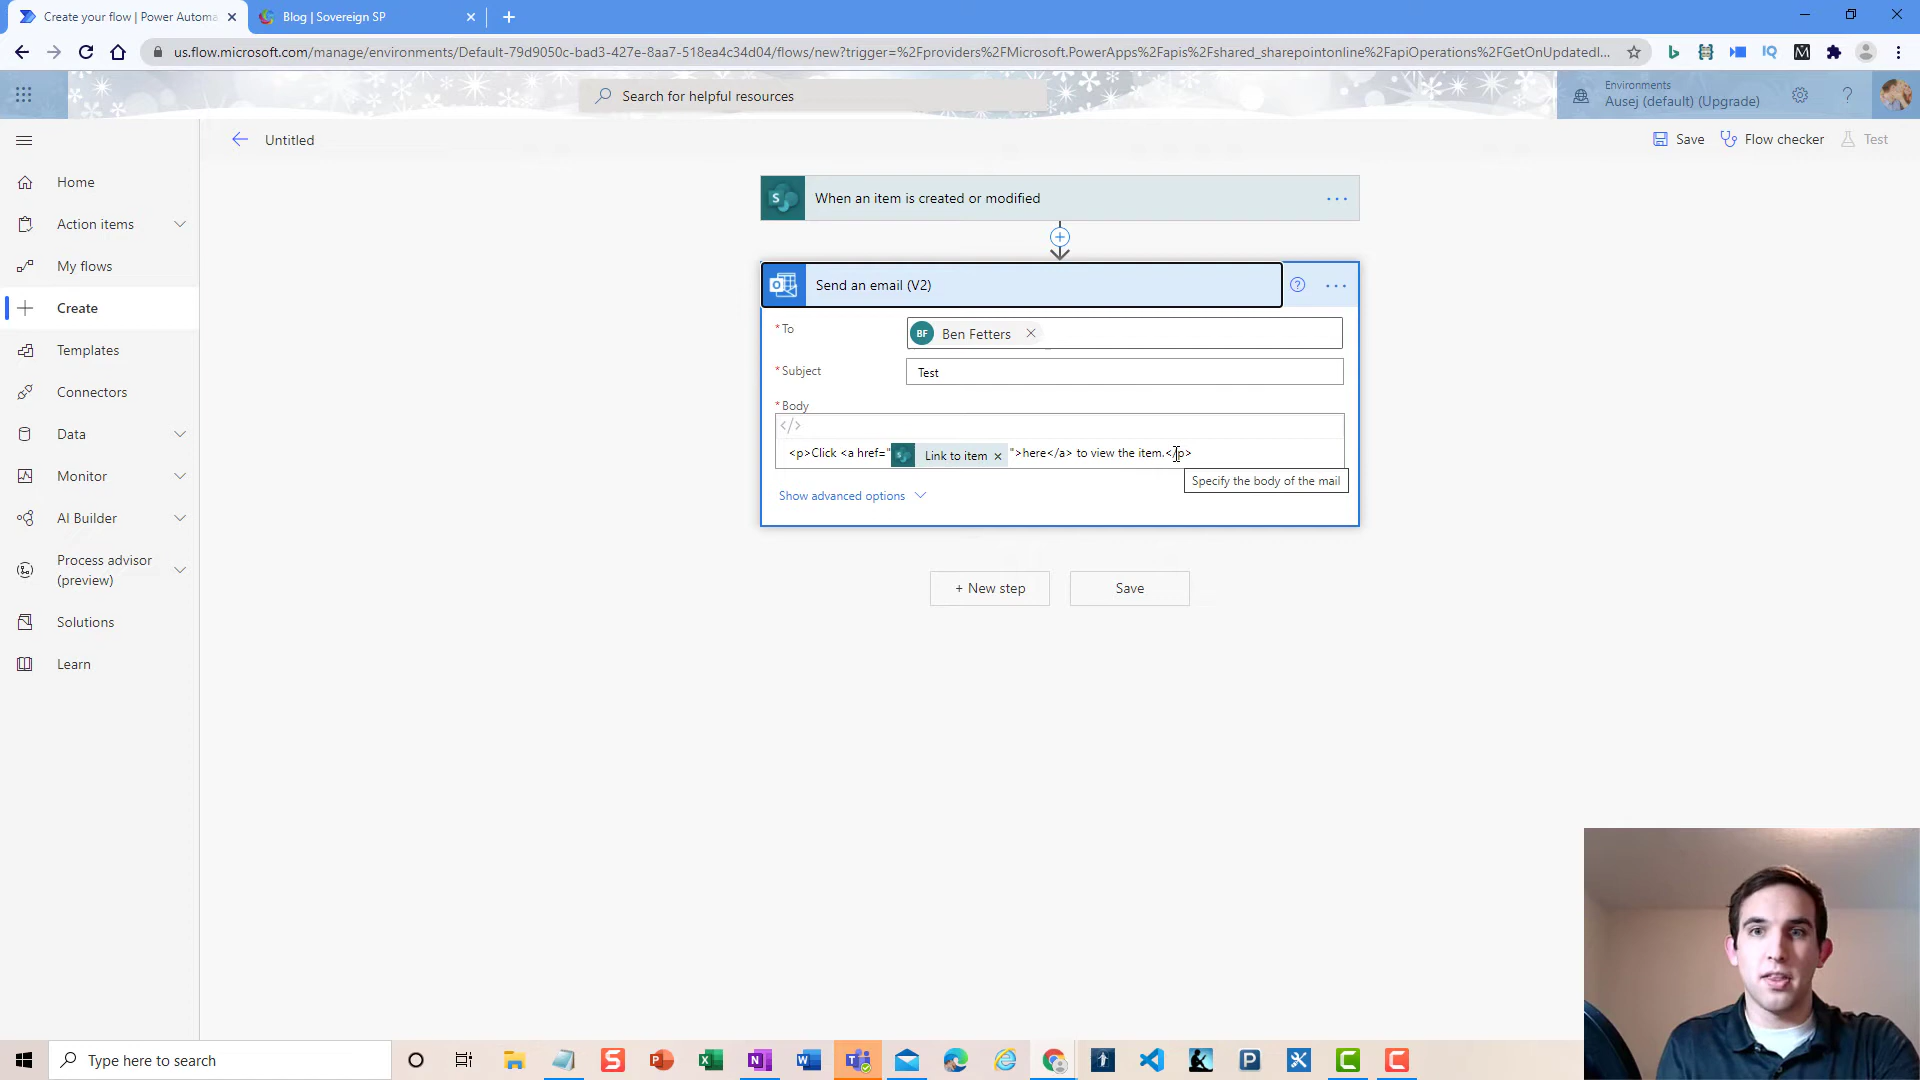 Create your flow | Power Automa
Blog | Sovereign SP
us.flow.microsoft.com/manage/environments/Default-79d9050c-bad3-427e-8aa7-518ea4c34d04/flows/new?trigger=%2Fproviders%2FMicrosoft.PowerApps%2Fapis%2Fshared_sharepointonline%2FapiOperations%2FGetOnUpdatedI...
Search for helpful resources
Environments
Ausej (default) (Upgrade)
Untitled
Save
Flow checker
Test
Home
Action items
My flows
Create
Templates
Connectors
Data
Monitor
AI Builder
Process advisor
(preview)
Solutions
Learn
S
When an item is created or modified
Send an email (V2)
* To
BF
Ben Fetters
* Subject
Test
* Body
</>
<p>Click <a href=" Link to item ">here</a> to view the item.</p>
Specify the body of the mail
Show advanced options
+ New step
Save
Type here to search